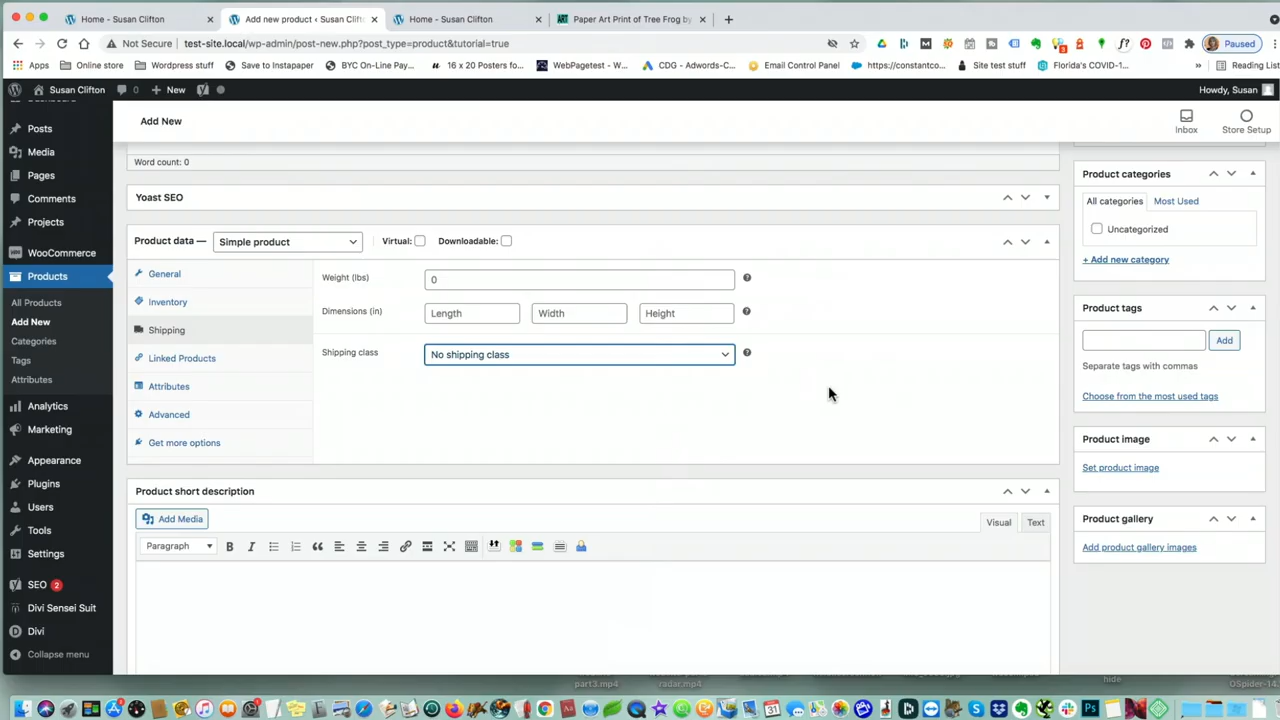 Home - Susan Clifton
Add new product ‹ Susan Clift
Home - Susan Clifton
Paper Art Print of Tree Frog by
Not Secure
test-site.local/wp-admin/post-new.php?post_type=product&tutorial=true
Paused
Apps
Online store
Wordpress stuff
Save to Instapaper
BYC On-Line Pay...
16 x 20 Posters fo...
WebPagetest - W...
CDG - Adwords-C...
Email Control Panel
https://constantco...
Site test stuff
Florida's COVID-1...
»
Reading List
Susan Clifton
0
New
Howdy, Susan
Add New
Inbox
Store Setup
Posts
Media
Pages
Comments
Projects
WooCommerce
Products
All Products
Add New
Categories
Tags
Attributes
Analytics
Marketing
Appearance
Plugins
Users
Tools
Settings
SEO 2
Divi Sensei Suit
Divi
Collapse menu
Word count: 0
Yoast SEO
Product data — Simple product Virtual: Downloadable:
General
Inventory
Shipping
Linked Products
Attributes
Advanced
Get more options
Weight (lbs) 0
Dimensions (in) Length Width Height
Shipping class No shipping class
Product short description
Add Media
Visual Text
Paragraph B I
Product categories
All categories Most Used
Uncategorized
+ Add new category
Product tags
Add
Separate tags with commas
Choose from the most used tags
Product image
Set product image
Product gallery
Add product gallery images
part3.mp4
radar.mp4
hide
OSpider-14.